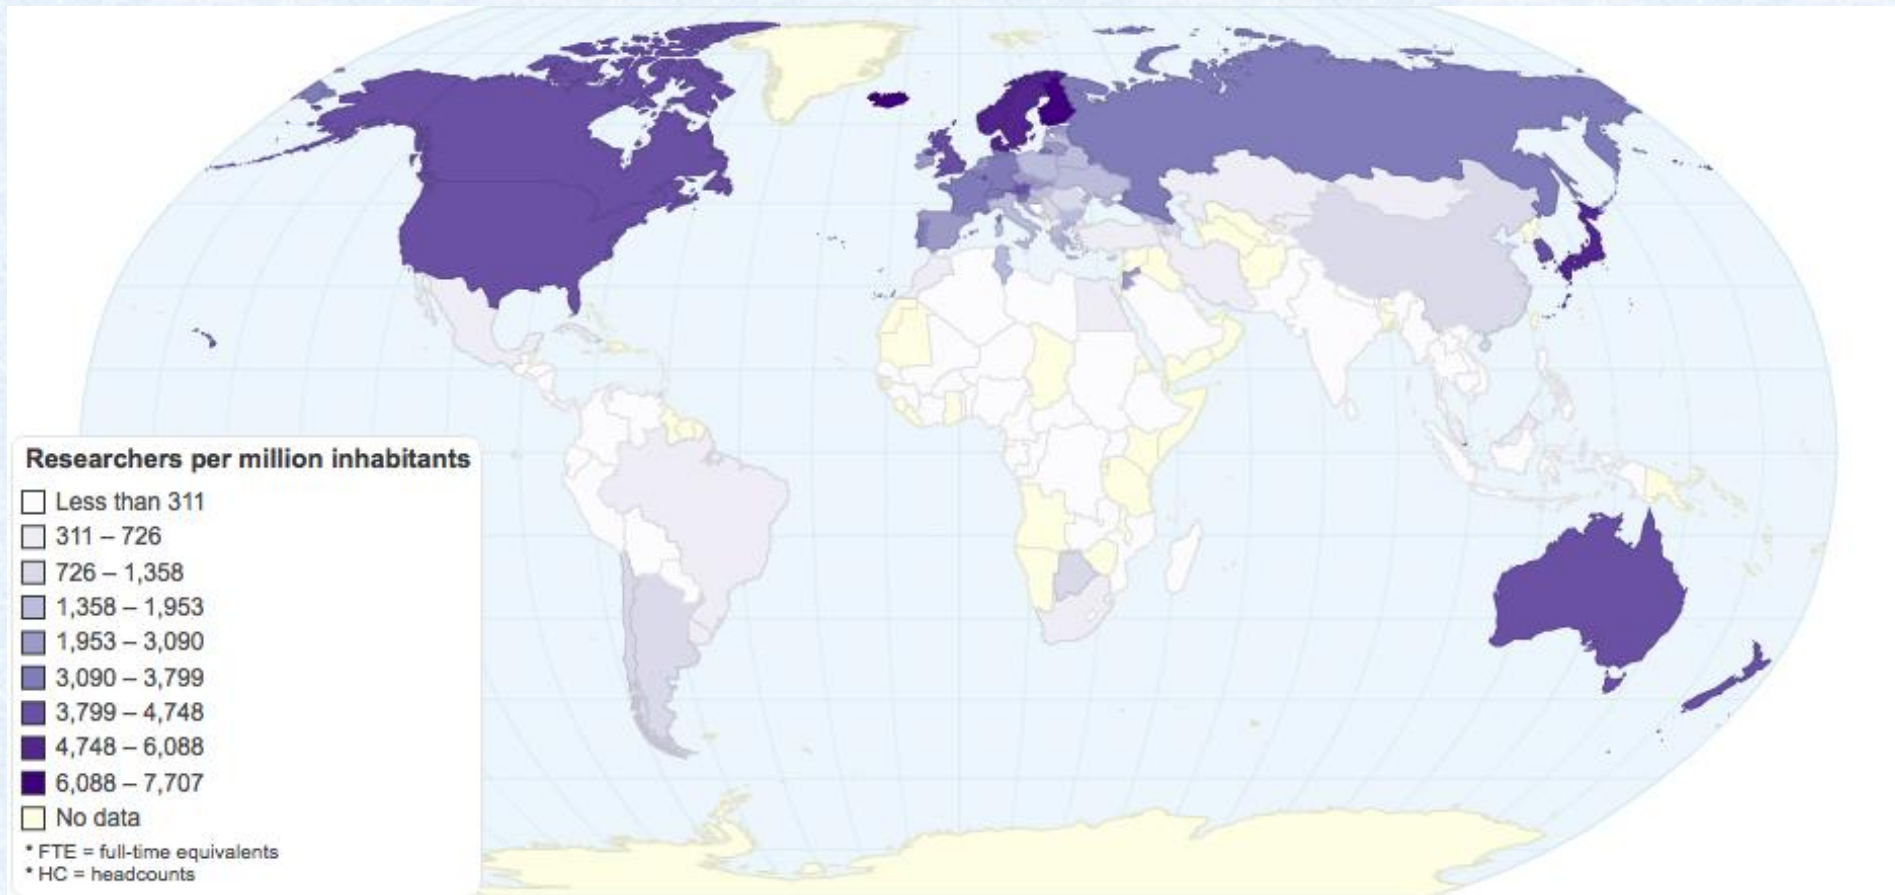 Researchers per million inhabitants
Less than 311
311 – 726
726 – 1,358
1,358 – 1,953
1,953 – 3,090
3,090 – 3,799
3,799 – 4,748
4,748 – 6,088
6,088 – 7,707
No data
* FTE = full-time equivalents
* HC = headcounts